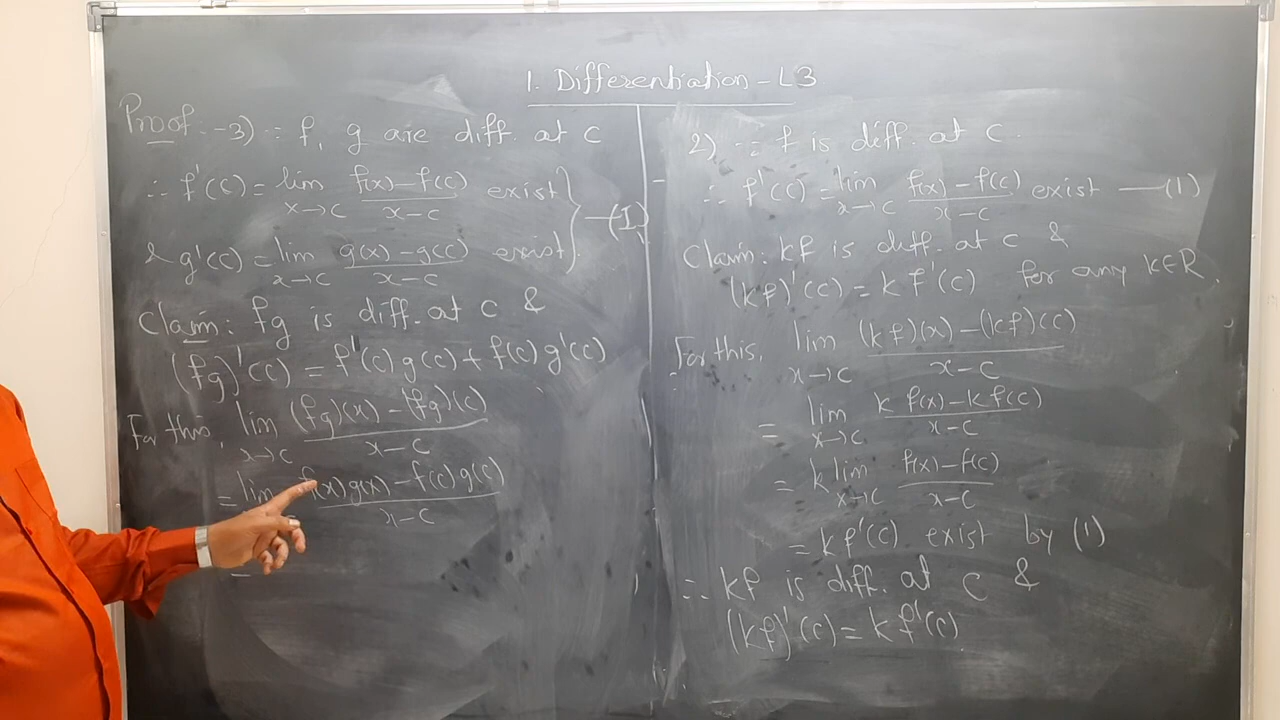 1. Differentiation - L3
Proof :- 3) ∵ f, g are diff. at c
∴ f'(c) = lim x→c f(x) - f(c) / x - c exist
& g'(c) = lim x→c g(x) - g(c) / x - c exist } — (I)
Claim: fg is diff. at c &
(fg)'(c) = f'(c) g(c) + f(c) g'(c)
For this, lim x→c (fg)(x) - (fg)(c) / x - c
= lim f(x) g(x) - f(c) g(c) / x - c
=
2) ∵ f is diff. at c.
∴ f'(c) = lim x→c f(x) - f(c) / x - c exist — (1)
Claim: kf is diff. at c &
(kf)'(c) = k f'(c) for any k∈R.
For this, lim x→c (kf)(x) - (kf)(c) / x - c
= lim x→c k f(x) - k f(c) / x - c
= k lim x→c f(x) - f(c) / x - c
= k f'(c) exist by (1)
∴ kf is diff. at c &
(kf)'(c) = k f'(c)